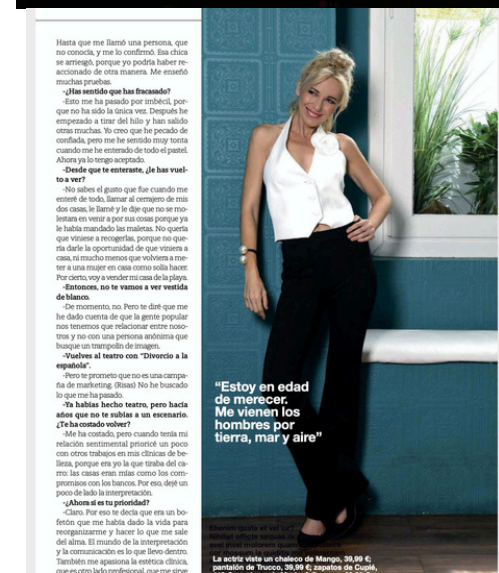 Hasta que me llamó una persona, que
no conocía, y me lo confirmó. Esa chica
se arriesgó, porque yo podría haber re-
accionado de otra manera. Me enseñó
muchas pruebas.
-¿Has sentido que has fracasado?
-Esto me ha pasado por imbécil, por-
que no ha sido la única vez. Después he
empezado a tirar del hilo y han salido
otras muchas. Yo creo que he pecado de
confiada, pero me he sentido muy tonta
cuando me he enterado de todo el pastel.
Ahora ya lo tengo aceptado.
-Desde que te enteraste, ¿le has vuel-
to a ver?
-No sabes el gusto que fue cuando me
enteré de todo, llamar al cerrajero de mis
dos casas, le llamé y le dije que no se mo-
lestara en venir a por sus cosas porque ya
le había mandado las maletas. No quería
que viniese a recogerlas, porque no que-
ría darle la oportunidad de que viniera a
casa, ni mucho menos que volviera a me-
ter a una mujer en casa como solía hacer.
Por cierto, voy a vender mi casa de la playa.
-Entonces, no te vamos a ver vestida
de blanco.
-De momento, no. Pero te diré que me
he dado cuenta de que la gente popular
nos tenemos que relacionar entre noso-
tros y no con una persona anónima que
busque un trampolín de imagen.
-Vuelves al teatro con "Divorcio a la
española".
-Pero te prometo que no es una campa-
ña de marketing. (Risas) No he buscado
lo que me ha pasado.
-Ya habías hecho teatro, pero hacía
años que no te subías a un escenario.
¿Te ha costado volver?
-Me ha costado, pero cuando tenía mi
relación sentimental prioricé un poco
con otros trabajos en mis clínicas de be-
lleza, porque era yo la que tiraba del ca-
rro: las casas eran mías como los com-
promisos con los bancos. Por eso, dejé un
poco de lado la interpretación.
-¿Ahora sí es tu prioridad?
-Claro. Por eso te decía que era un bo-
fetón que me había dado la vida para
reorganizarme y hacer lo que me sale
del alma. El mundo de la interpretación
y la comunicación es lo que llevo dentro.
También me apasiona la estética clínica,
que es otro lado profesional, que me sirve
"Estoy en edad
de merecer.
Me vienen los
hombres por
tierra, mar y aire"
La actriz viste un chaleco de Mango, 39,99 €;
pantalón de Trucco, 39,99 €; zapatos de Cuplé,